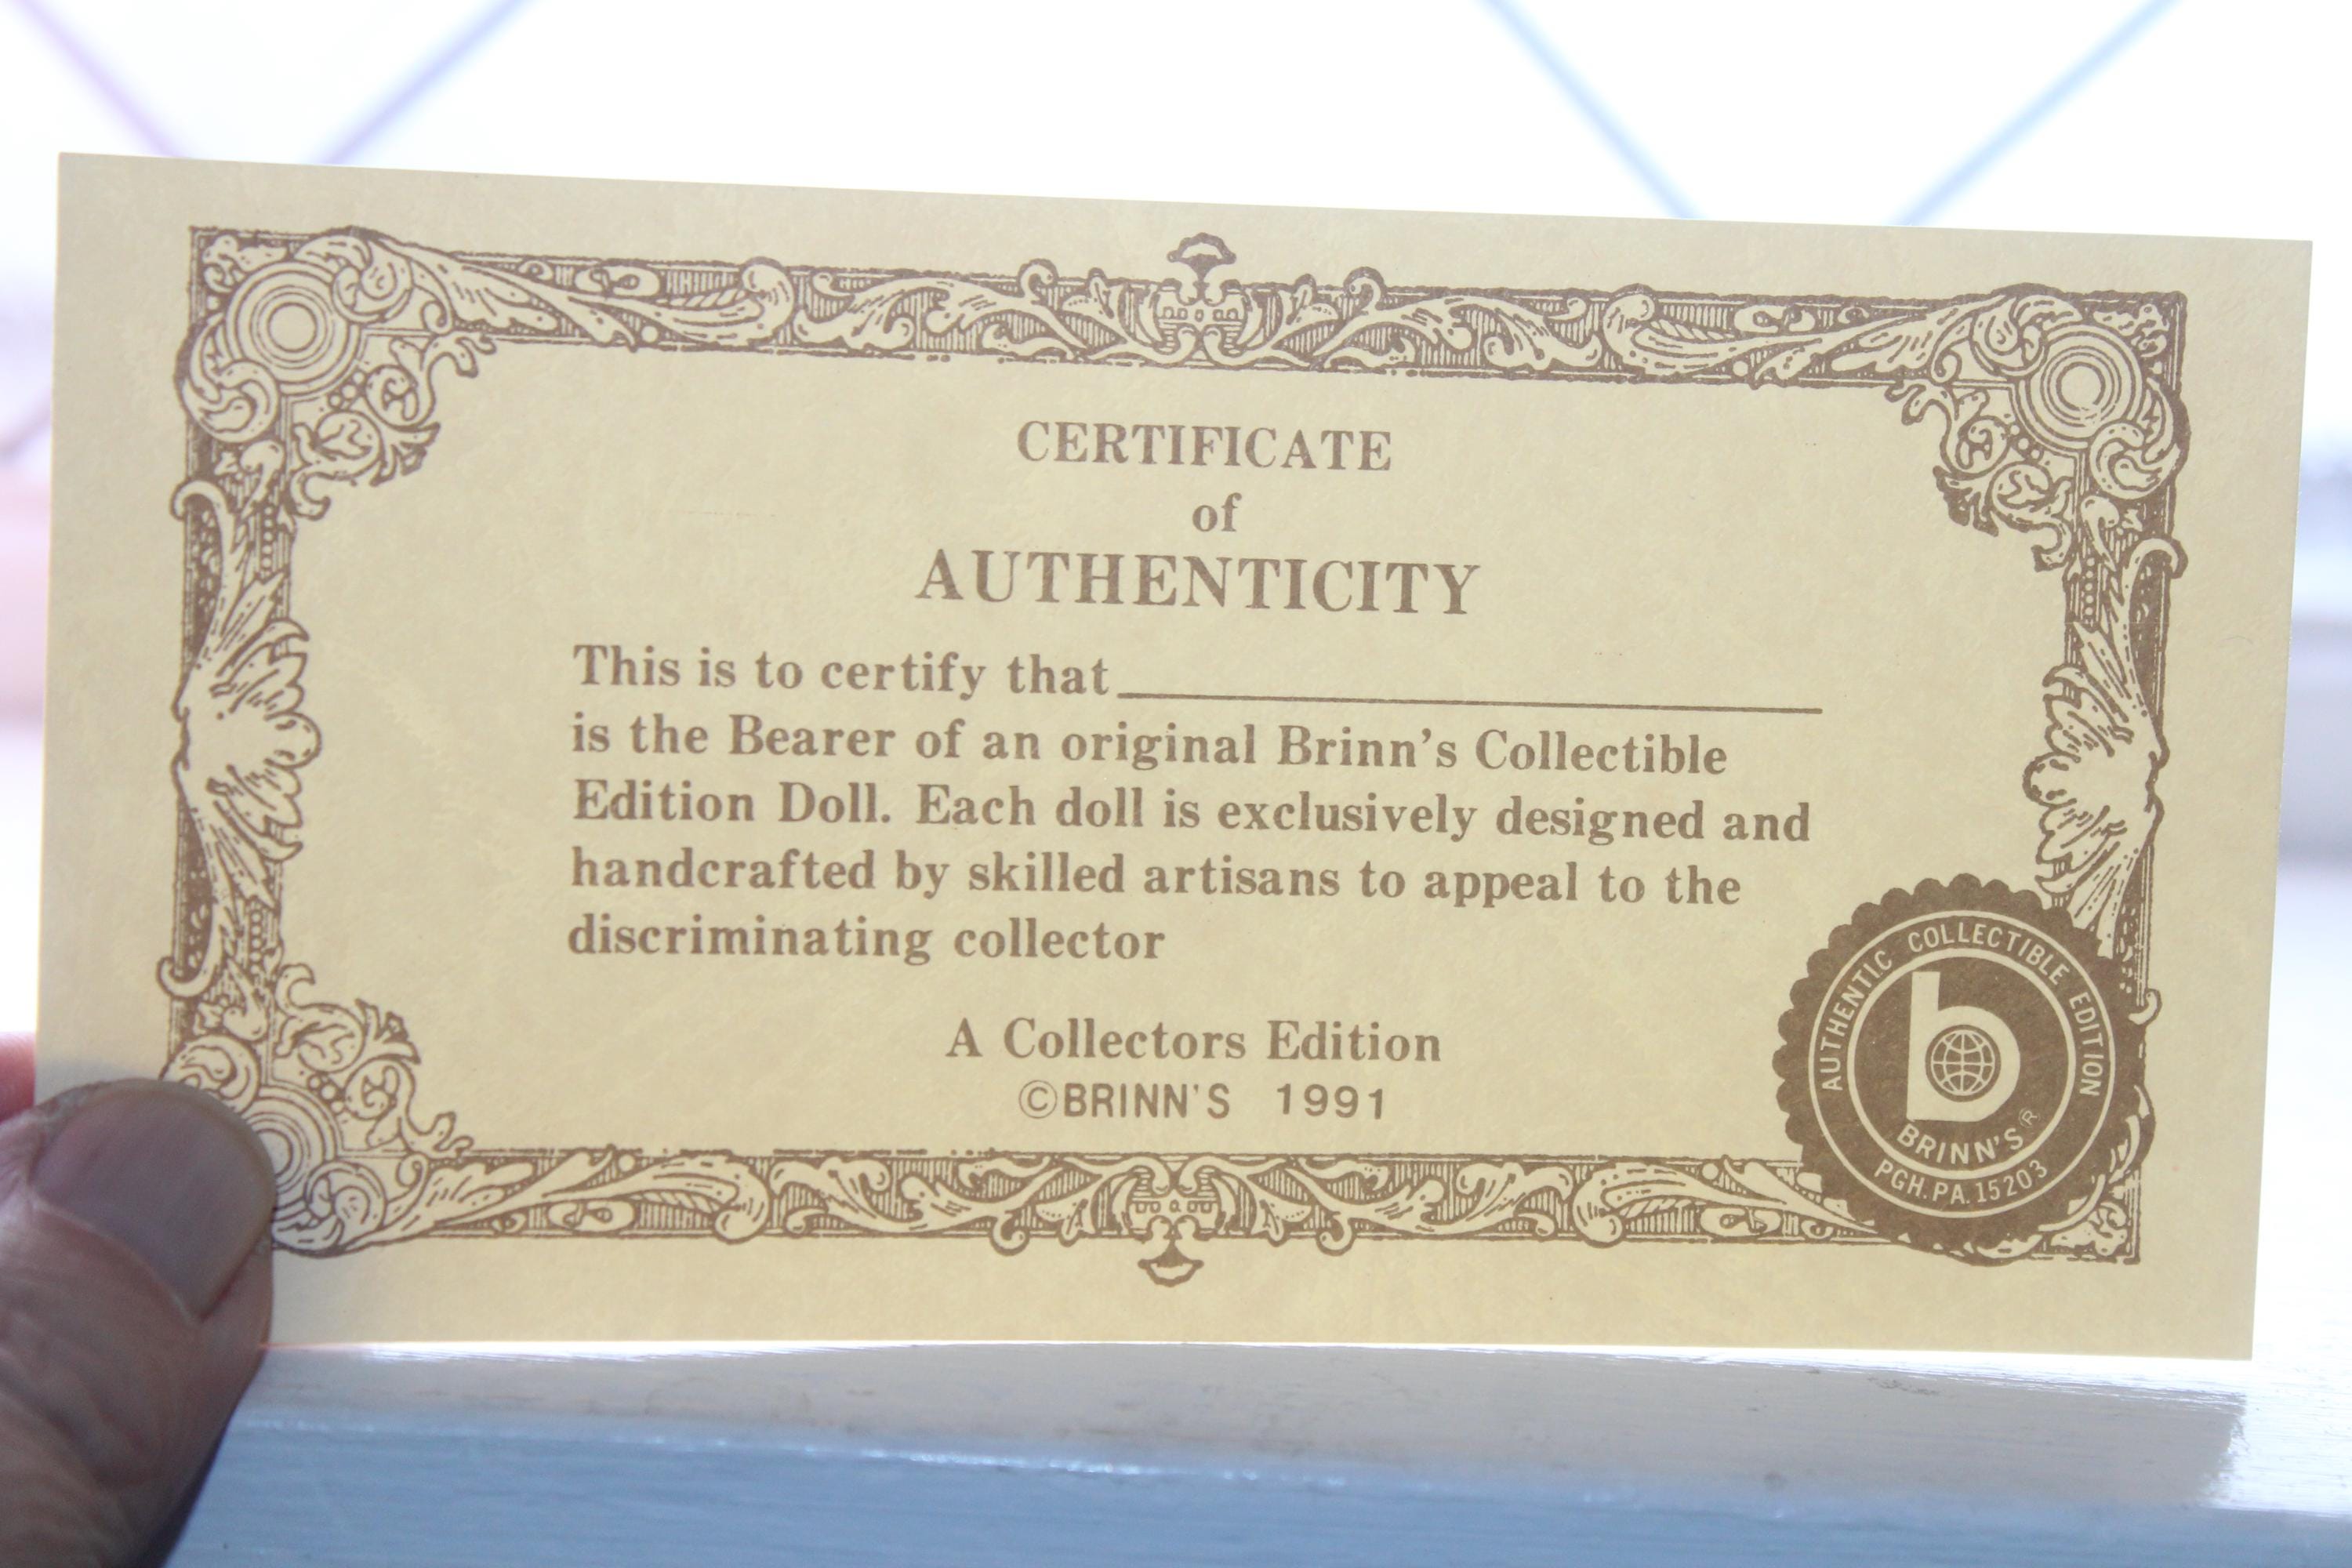 CERTIFICATE
of
AUTHENTICITY
This is to certify that
is the Bearer of an original Brinn's Collectible
Edition Doll. Each doll is exclusively designed and
handcrafted by skilled artisans to appeal to the
discriminating collector
A Collectors Edition
©BRINN'S 1991
AUTHENTIC COLLECTIBLE EDITION
b
BRINN'S®
PGH. PA. 15203